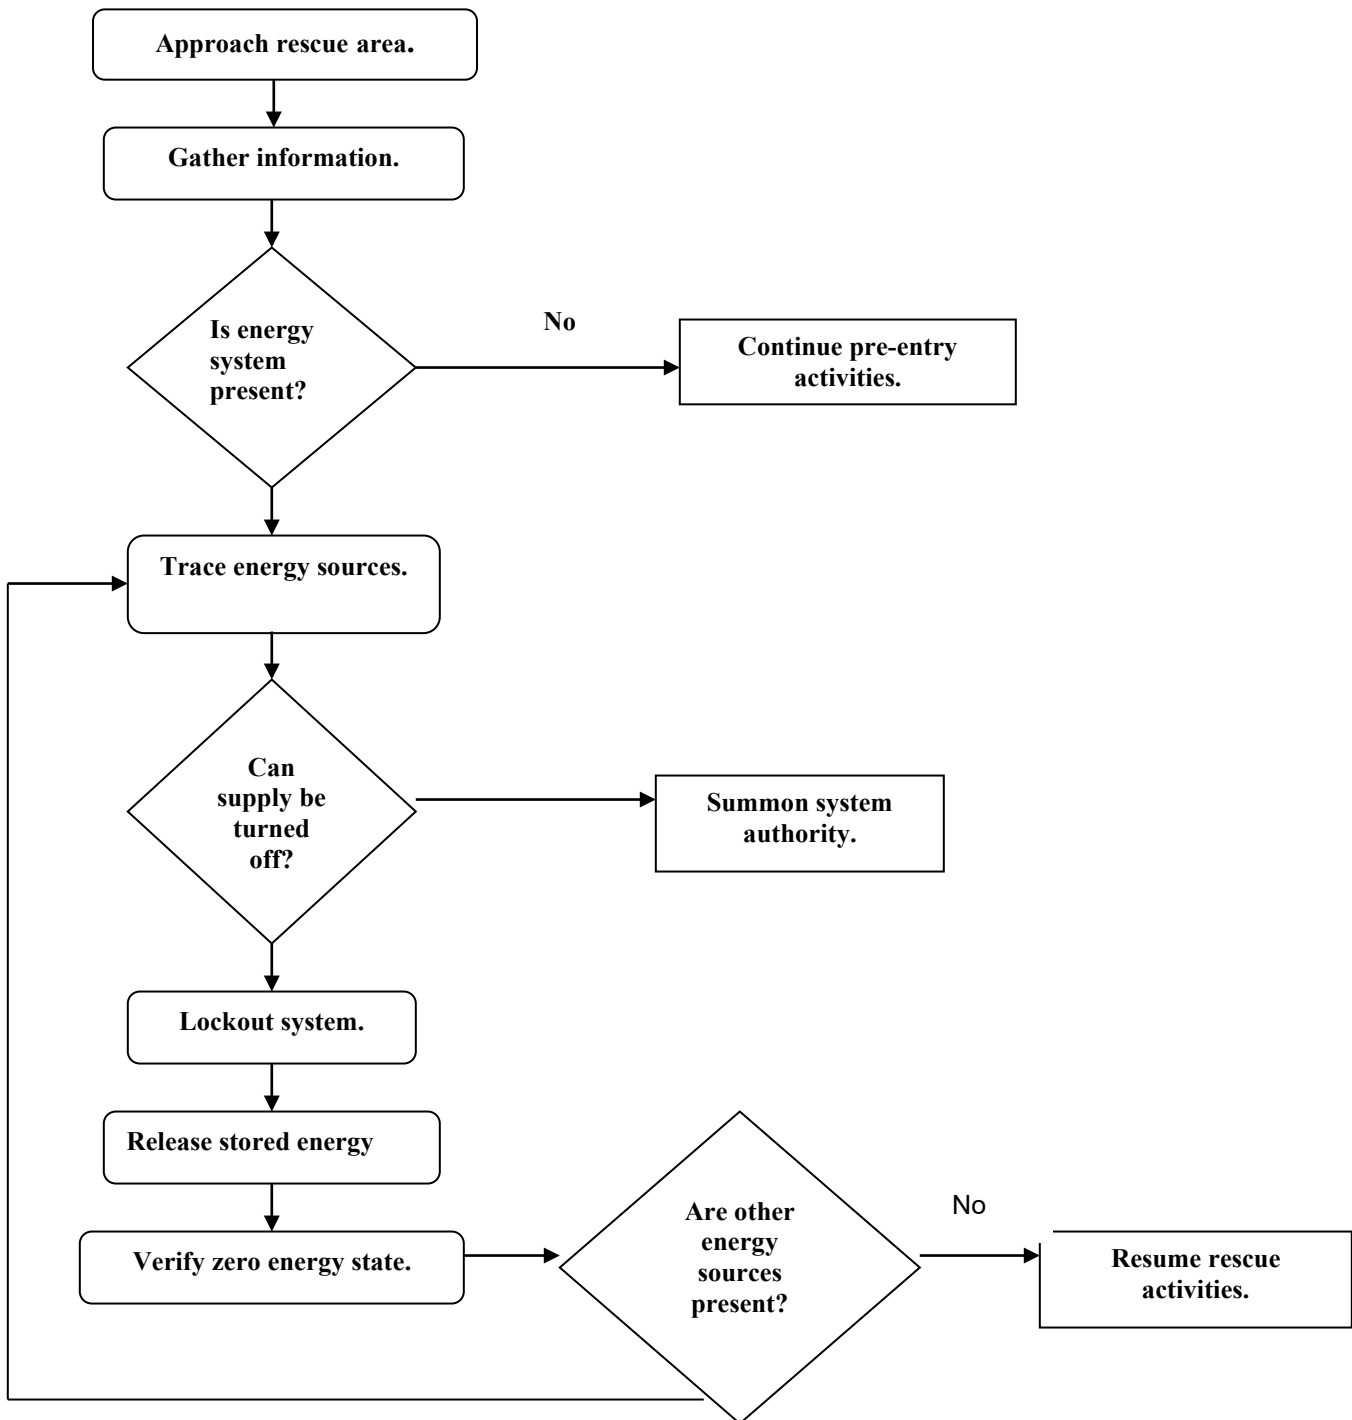 Approach rescue area.
Gather information.
Is energy
system
present?
No
Continue pre-entry
activities.
Trace energy sources.
Can
supply be
turned
off?
Summon system
authority.
Lockout system.
Release stored energy
Verify zero energy state.
Are other
energy
sources
present?
No
Resume rescue
activities.